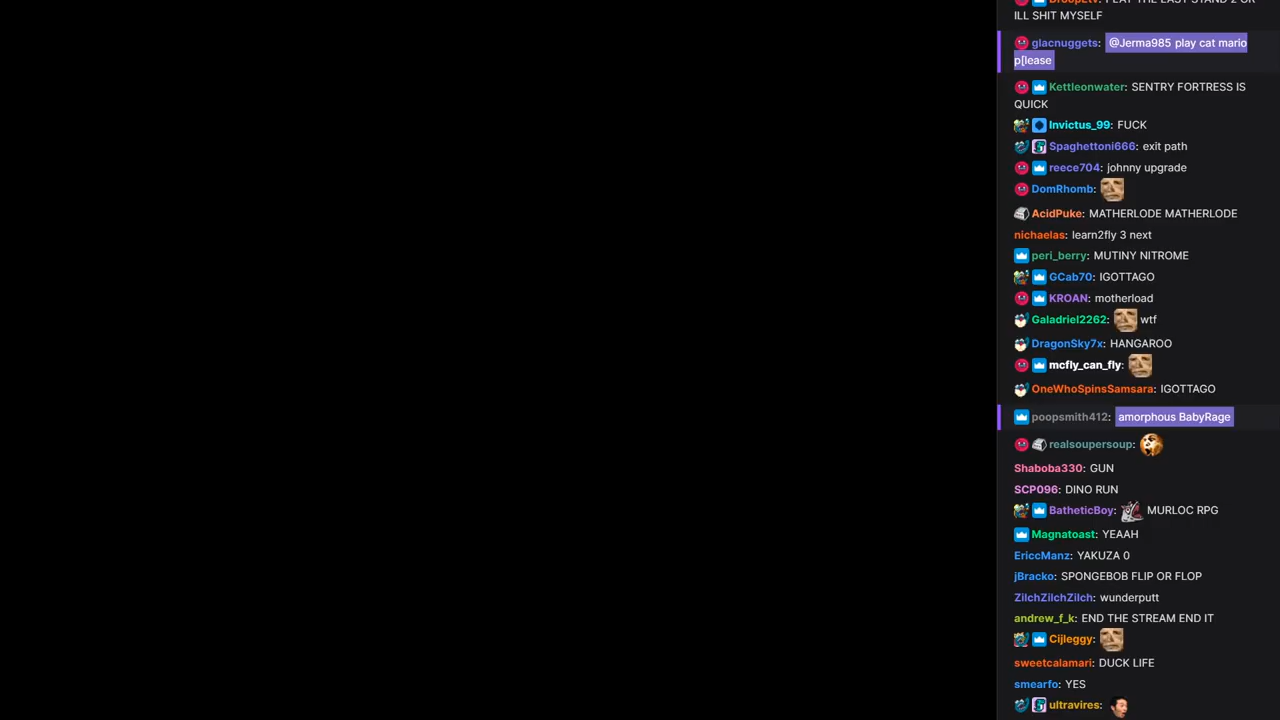 ILL SHIT MYSELF
glacnuggets: @Jerma985 play cat mario
p[lease
Kettleonwater: SENTRY FORTRESS IS
QUICK
Invictus_99: FUCK
Spaghettoni666: exit path
reece704: johnny upgrade
DomRhomb:
AcidPuke: MATHERLODE MATHERLODE
nichaelas: learn2fly 3 next
peri_berry: MUTINY NITROME
GCab70: IGOTTAGO
KROAN: motherload
Galadriel2262: wtf
DragonSky7x: HANGAROO
mcfly_can_fly:
OneWhoSpinsSamsara: IGOTTAGO
poopsmith412: amorphous BabyRage
realsoupersoup:
Shaboba330: GUN
SCP096: DINO RUN
BatheticBoy: MURLOC RPG
Magnatoast: YEAAH
EriccManz: YAKUZA 0
jBracko: SPONGEBOB FLIP OR FLOP
ZilchZilchZilch: wunderputt
andrew_f_k: END THE STREAM END IT
Cijleggy:
sweetcalamari: DUCK LIFE
smearfo: YES
ultravires: